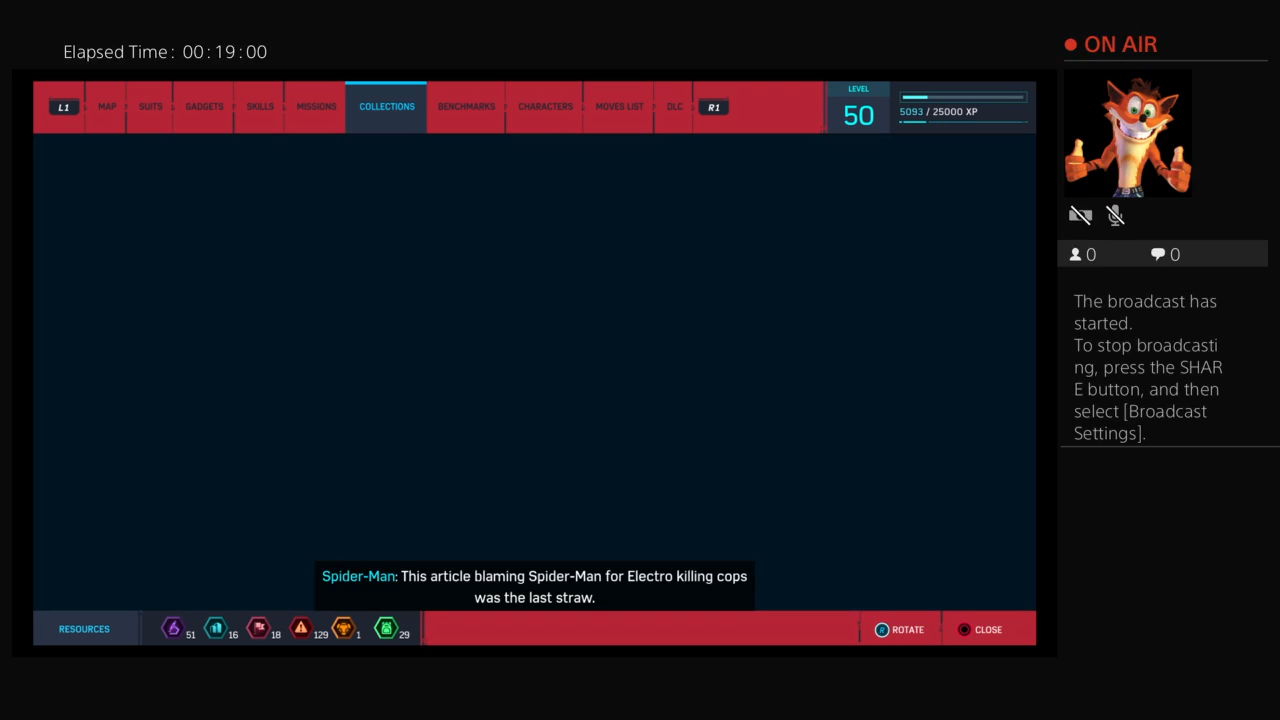 Elapsed Time: 00:19:00
ON AIR
L1 MAP SUITS GADGETS SKILLS MISSIONS COLLECTIONS BENCHMARKS CHARACTERS MOVES LIST DLC R1
LEVEL
50
5093 / 25000 XP
0 0
The broadcast has
started.
To stop broadcasti
ng, press the SHAR
E button, and then
select [Broadcast
Settings].
Spider-Man: This article blaming Spider-Man for Electro killing cops
was the last straw.
RESOURCES 51 16 18 129 1 29 R ROTATE CLOSE